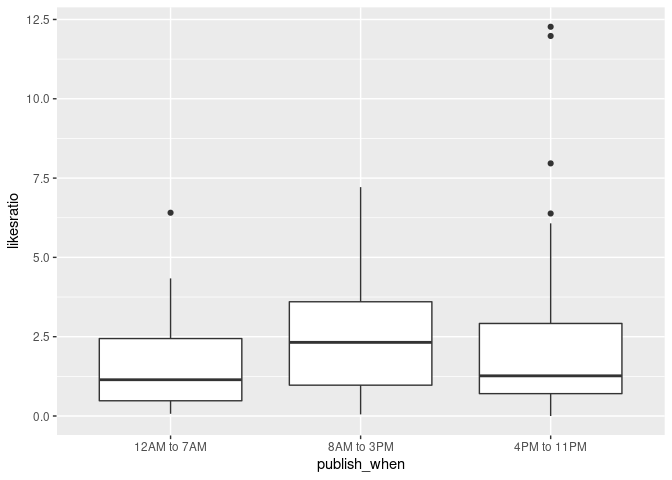 12.5
10.0
7.5
5.0
2.5
0.0
likesratio
12AM to 7AM
8AM to 3PM
4PM to 11PM
publish_when